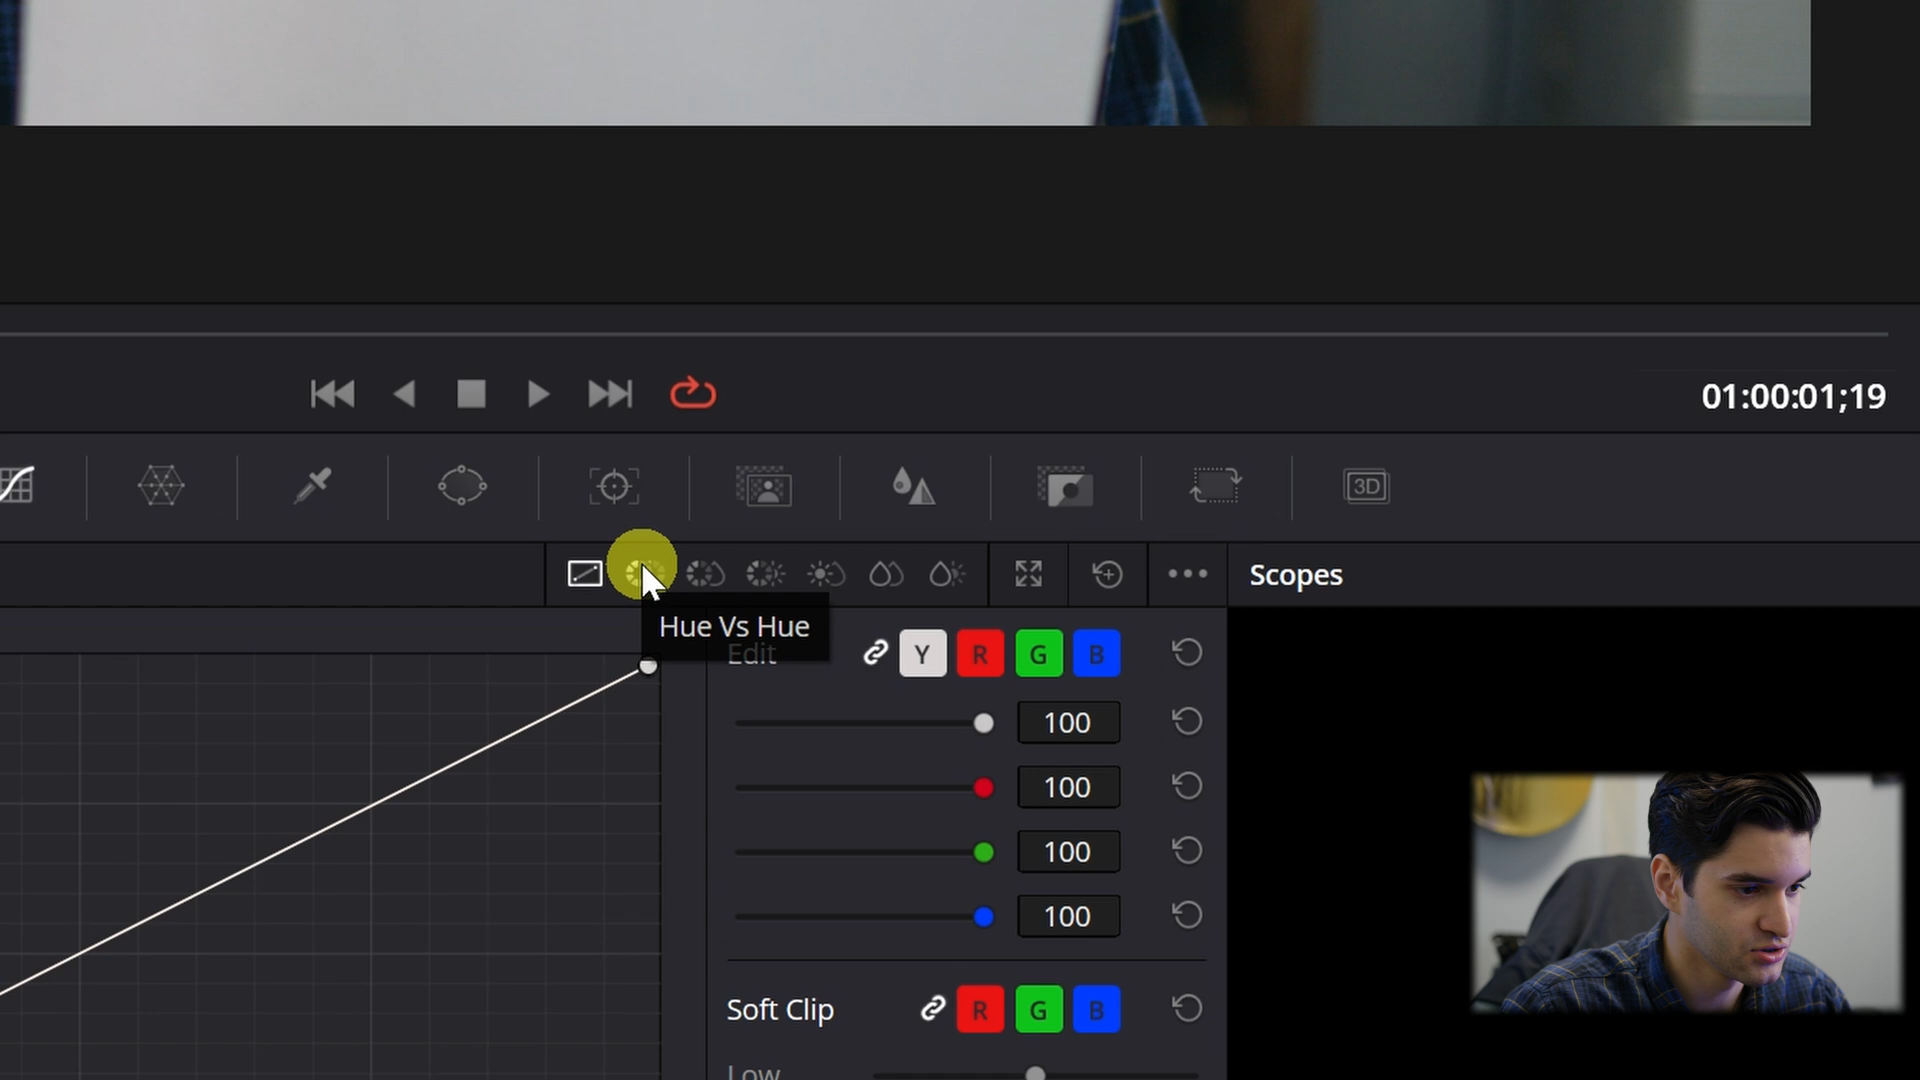 01:00:01;19
3D
Scopes
Hue Vs Hue
Edit
Y R G B
100
100
100
100
Soft Clip
R G B
Low